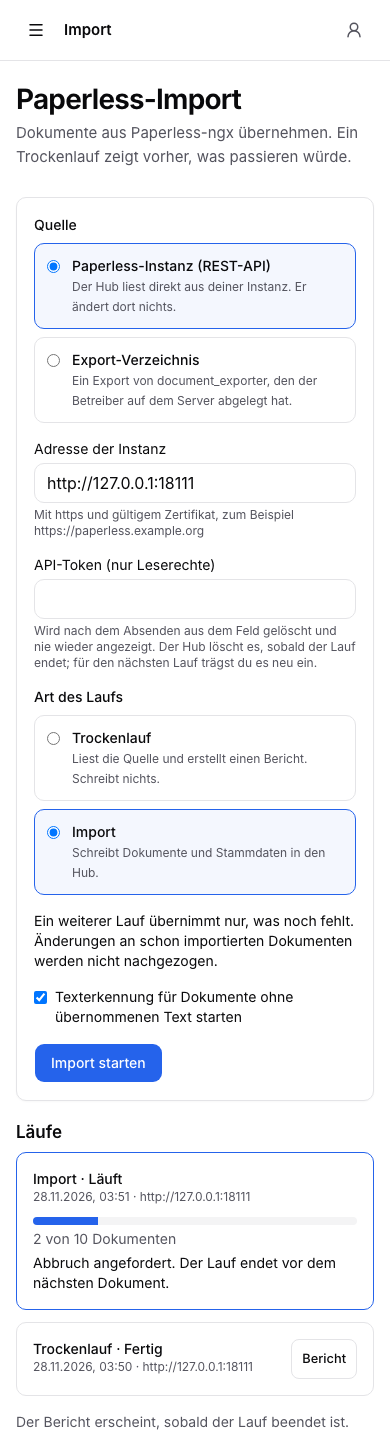 Import
Paperless-Import
Dokumente aus Paperless-ngx übernehmen. Ein
Trockenlauf zeigt vorher, was passieren würde.
Quelle
Paperless-Instanz (REST-API)
Der Hub liest direkt aus deiner Instanz. Er
ändert dort nichts.
Export-Verzeichnis
Ein Export von document_exporter, den der
Betreiber auf dem Server abgelegt hat.
Adresse der Instanz
http://127.0.0.1:18111
Mit https und gültigem Zertifikat, zum Beispiel
https://paperless.example.org
API-Token (nur Leserechte)
Wird nach dem Absenden aus dem Feld gelöscht und
nie wieder angezeigt. Der Hub löscht es, sobald der Lauf
endet; für den nächsten Lauf trägst du es neu ein.
Art des Laufs
Trockenlauf
Liest die Quelle und erstellt einen Bericht.
Schreibt nichts.
Import
Schreibt Dokumente und Stammdaten in den
Hub.
Ein weiterer Lauf übernimmt nur, was noch fehlt.
Änderungen an schon importierten Dokumenten
werden nicht nachgezogen.
Texterkennung für Dokumente ohne
übernommenen Text starten
Import starten
Läufe
Import · Läuft
28.11.2026, 03:51 · http://127.0.0.1:18111
2 von 10 Dokumenten
Abbruch angefordert. Der Lauf endet vor dem
nächsten Dokument.
Trockenlauf · Fertig
28.11.2026, 03:50 · http://127.0.0.1:18111
Bericht
Der Bericht erscheint, sobald der Lauf beendet ist.